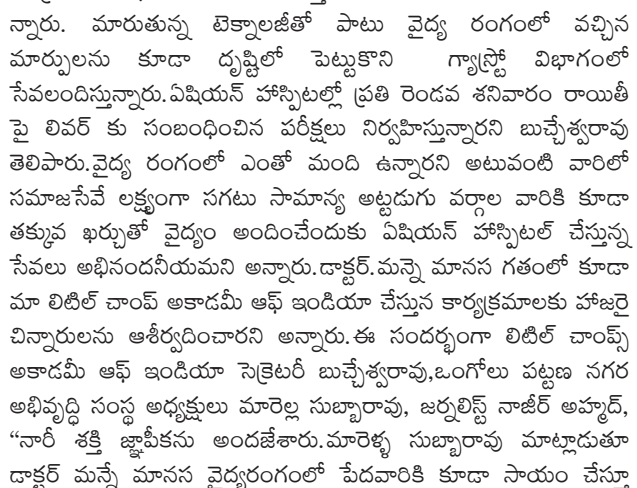 న్నారు. మారుతున్న టెక్నాలజీతో పాటు వైద్య రంగంలో వచ్చిన
మార్పులను కూడా దృష్టిలో పెట్టుకొని గ్యాస్ట్రో విభాగంలో
సేవలందిస్తున్నారు.ఏషియన్ హాస్పిటల్లో ప్రతి రెండవ శనివారం రాయితీ
పై లివర్ కు సంబంధించిన పరీక్షలు నిర్వహిస్తున్నారని బుచ్చేశ్వరావు
తెలిపారు.వైద్య రంగంలో ఎంతో మంది ఉన్నారని అటువంటి వారిలో
సమాజసేవే లక్ష్యంగా సగటు సామాన్య అట్టడుగు వర్గాల వారికి కూడా
తక్కువ ఖర్చుతో వైద్యం అందించేందుకు ఏషియన్ హాస్పిటల్ చేస్తున్న
సేవలు అభినందనీయమని అన్నారు.డాక్టర్.మన్నె మానస గతంలో కూడా
మా లిటిల్ చాంప్ అకాడమీ ఆఫ్ ఇండియా చేస్తున కార్యక్రమాలకు హాజరై
చిన్నారులను ఆశీర్వదించారని అన్నారు.ఈ సందర్భంగా లిటిల్ చాంప్స్
అకాడమీ ఆఫ్ ఇండియా సెక్రెటరీ బుచ్చేశ్వరావు,ఒంగోలు పట్టణ నగర
అభివృద్ధి సంస్థ అధ్యక్షులు మారెల్ల సుబ్బారావు, జర్నలిస్ట్ నాజీర్ అహ్మద్,
“నారీ శక్తి జ్ఞాపీకను అందజేశారు.మారెళ్ళ సుబ్బారావు మాట్లాడుతూ
డాక్టర్ మన్నే మానస వైద్యరంగంలో పేదవారికి కూడా సాయం చేస్తూ